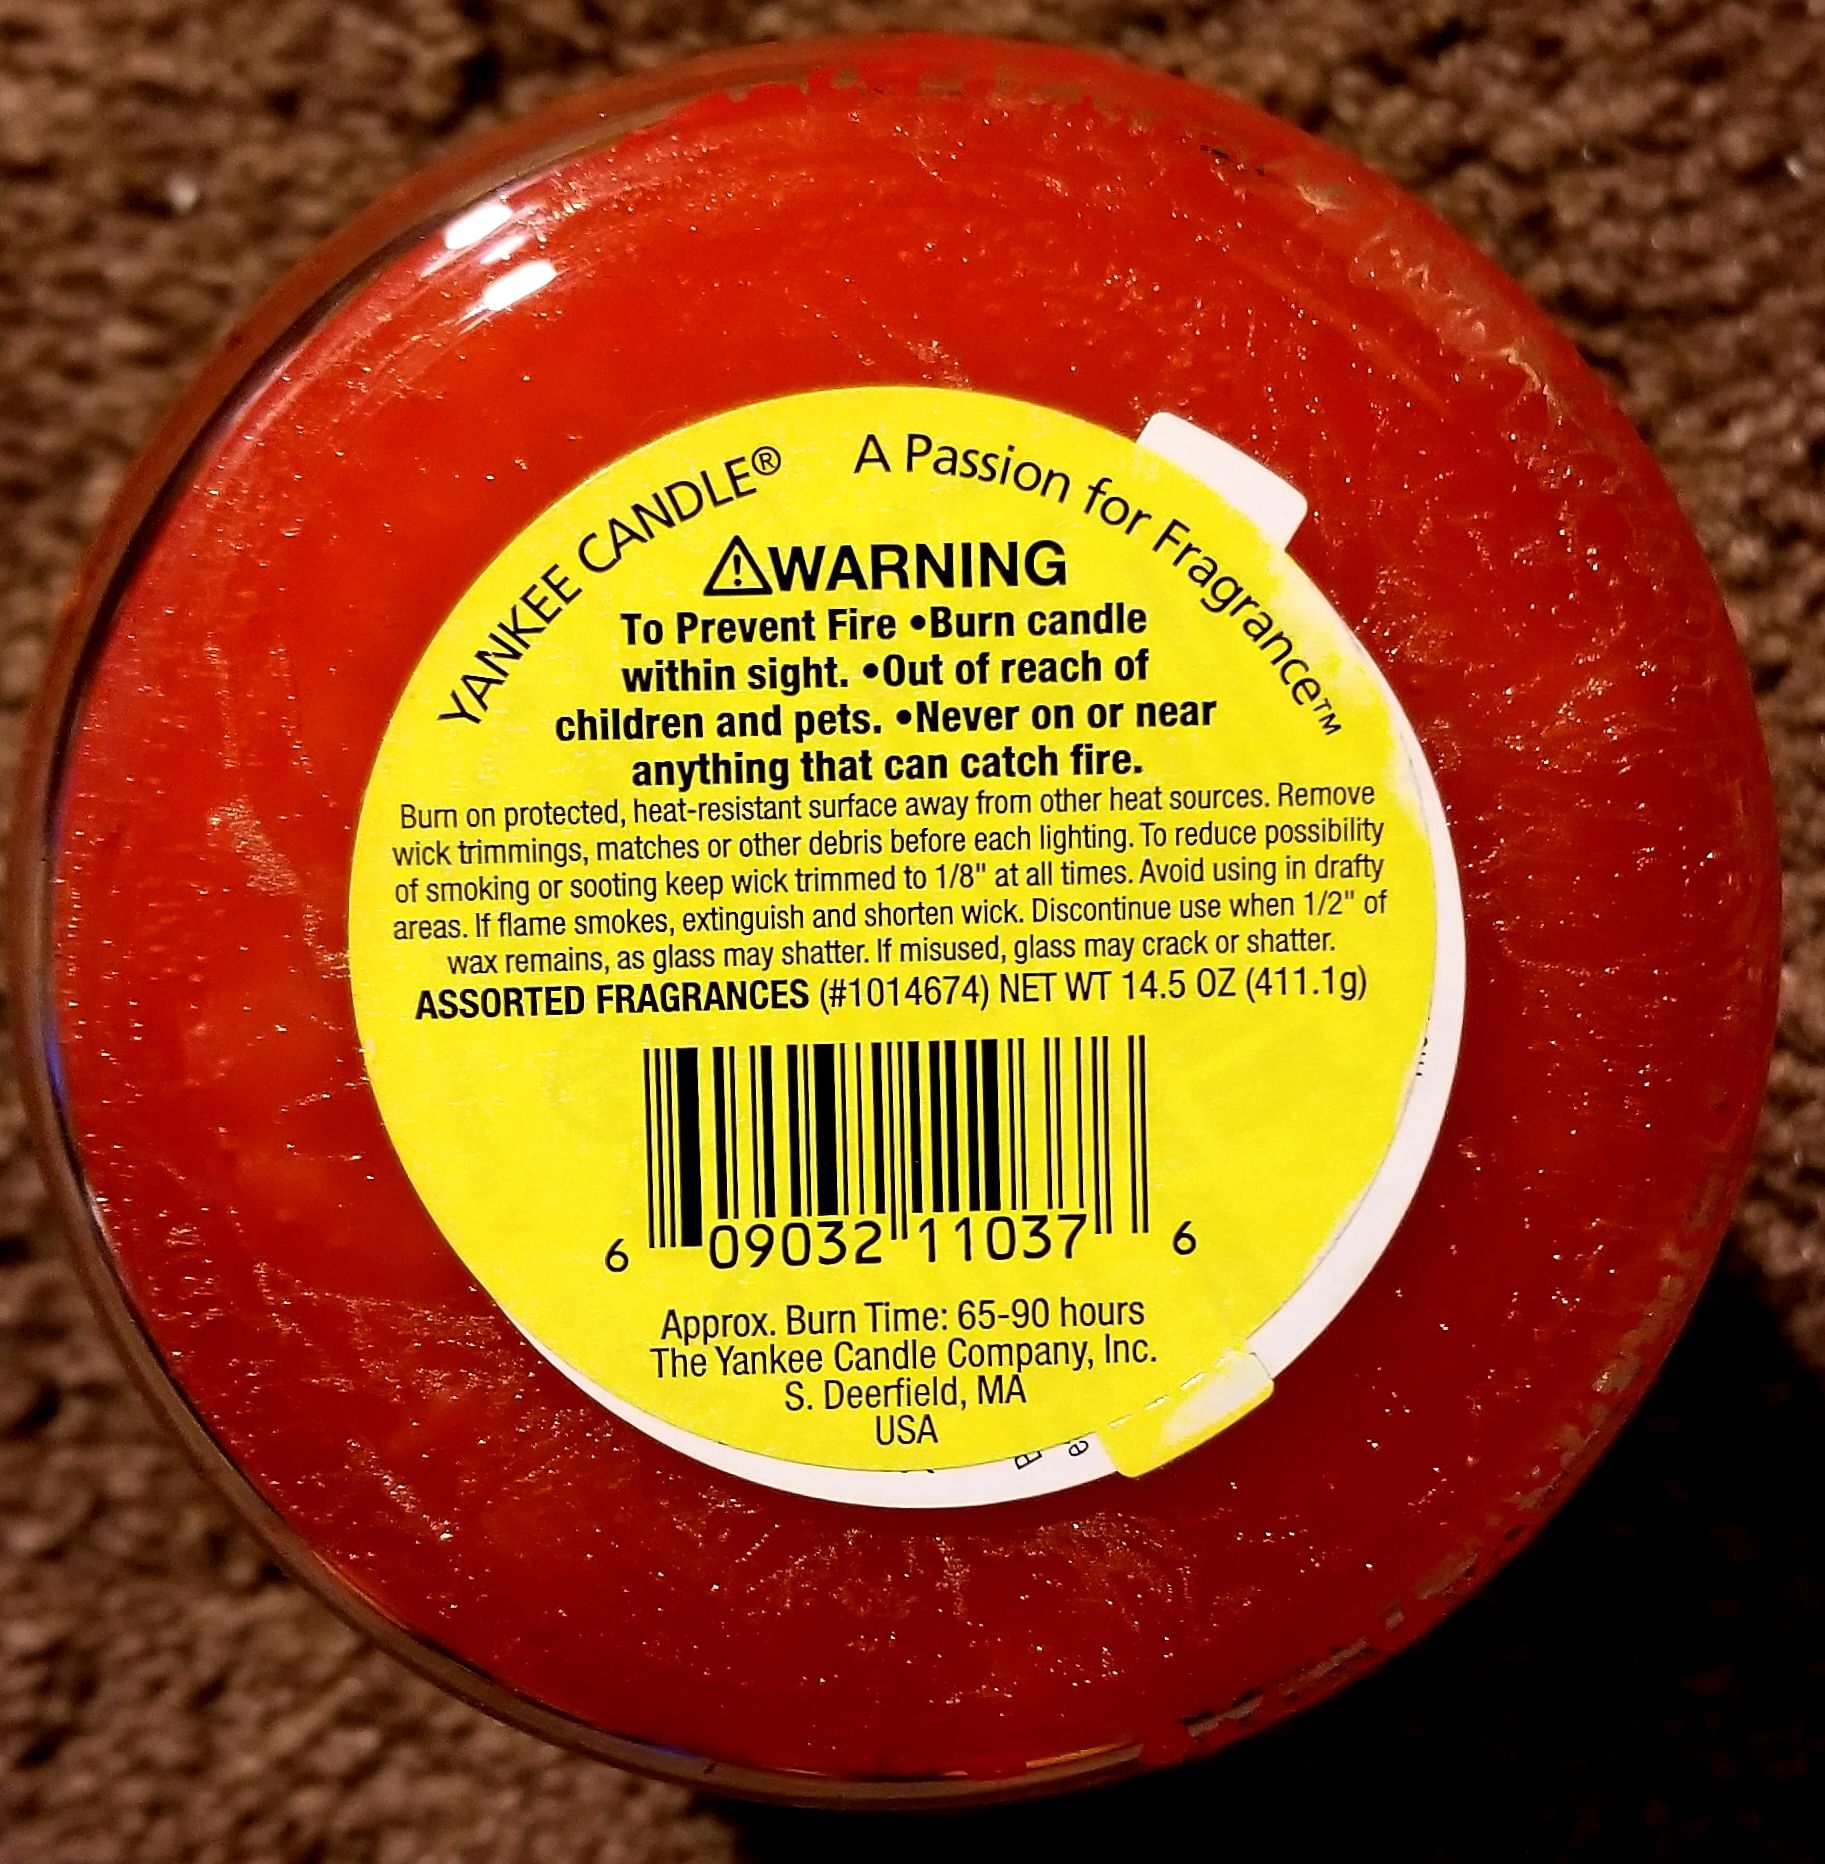 YANKEE CANDLE® A Passion for Fragrance™
⚠WARNING
To Prevent Fire •Burn candle
within sight. •Out of reach of
children and pets. •Never on or near
anything that can catch fire.
Burn on protected, heat-resistant surface away from other heat sources. Remove
wick trimmings, matches or other debris before each lighting. To reduce possibility
of smoking or sooting keep wick trimmed to 1/8" at all times. Avoid using in drafty
areas. If flame smokes, extinguish and shorten wick. Discontinue use when 1/2" of
wax remains, as glass may shatter. If misused, glass may crack or shatter.
ASSORTED FRAGRANCES (#1014674) NET WT 14.5 OZ (411.1g)
6 09032 11037 6
Approx. Burn Time: 65-90 hours
The Yankee Candle Company, Inc.
S. Deerfield, MA
USA